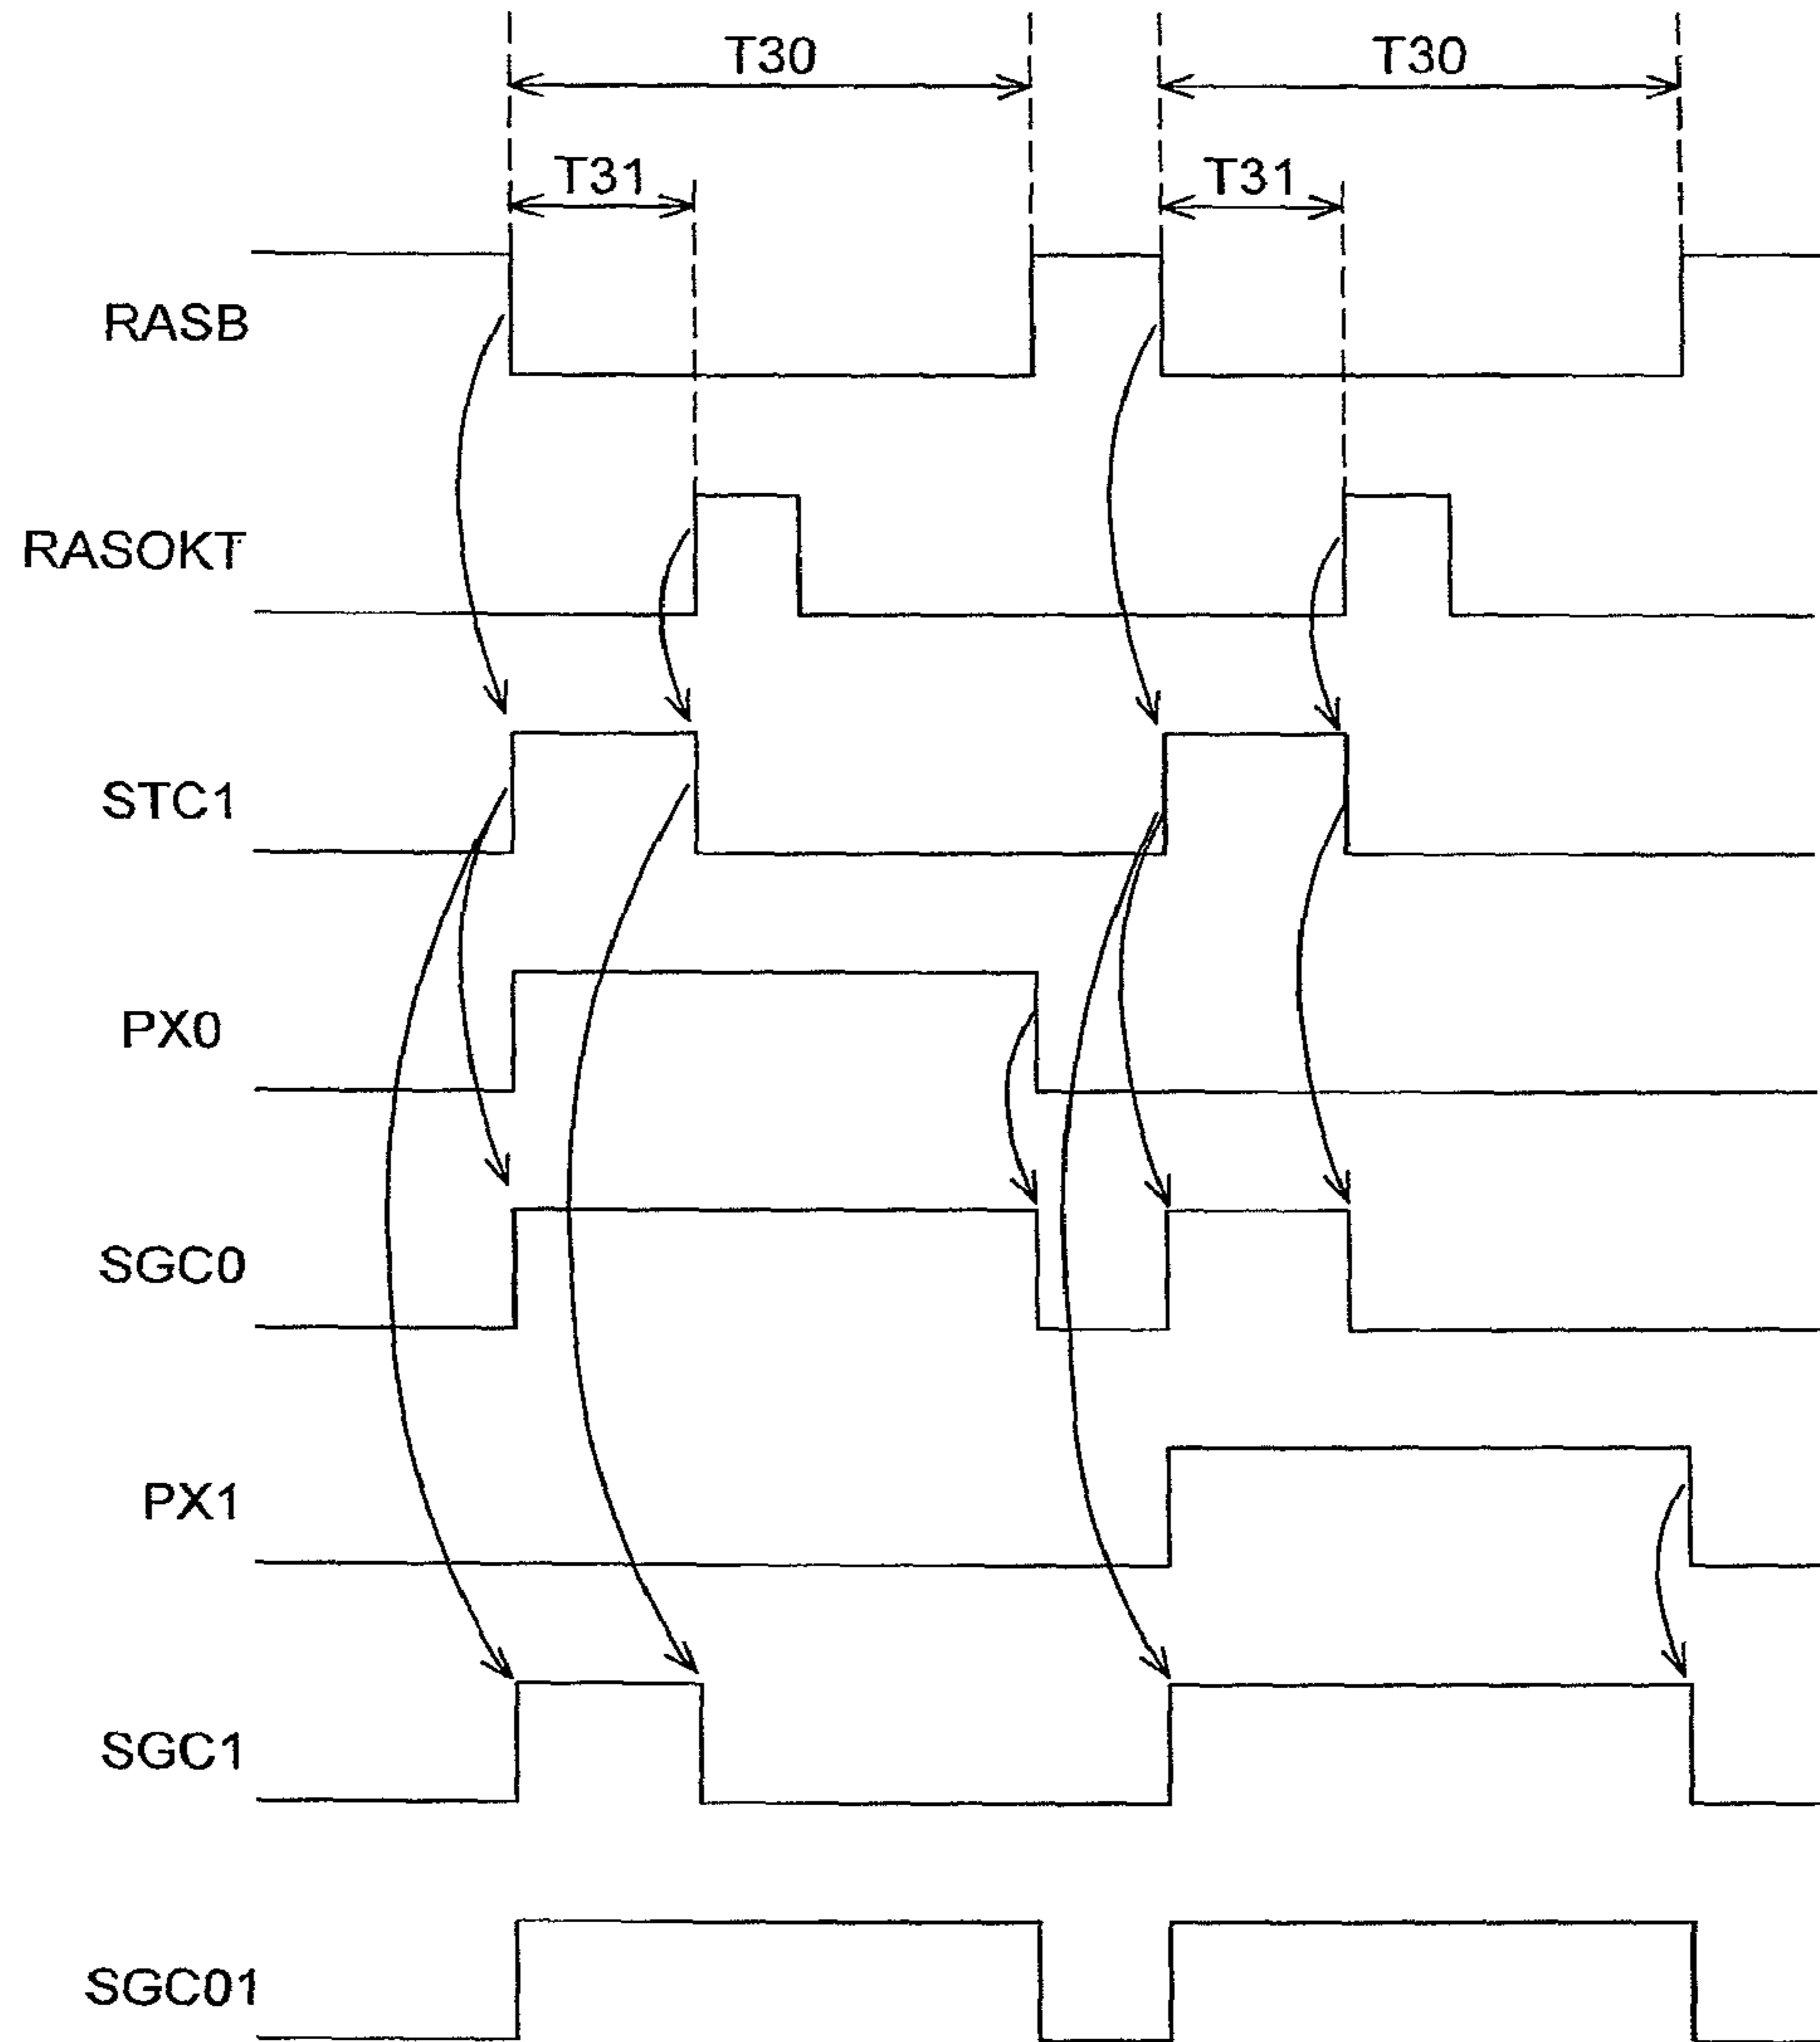 T30 T30
T31 T31
RASB
RASOKT
STC1
PX0
SGC0
PX1
SGC1
SGC01